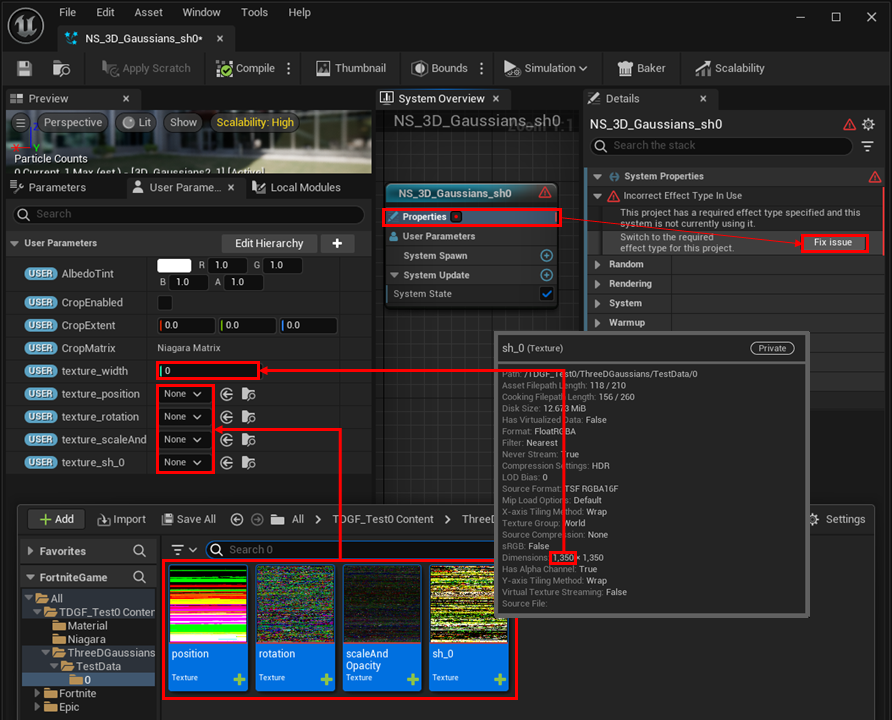 File Edit Asset Window Tools Help
NS_3D_Gaussians_sh0*
Apply Scratch Compile Thumbnail Bounds Simulation Baker Scalability
Preview
Perspective Lit Show Scalability: High
Particle Counts
Parameters User Parame... Local Modules
Search
User Parameters Edit Hierarchy
USER AlbedoTint R 1.0 G 1.0
B 1.0 A 1.0
USER CropEnabled
USER CropExtent 0.0 0.0 0.0
USER CropMatrix Niagara Matrix
USER texture_width 0
USER texture_position None
USER texture_rotation None
USER texture_scaleAnd None
USER texture_sh_0 None
System Overview
NS_3D_Gaussians_sh0
Zoom 1:1
NS_3D_Gaussians_sh0
Properties
User Parameters
System Spawn
System Update
System State
Details
NS_3D_Gaussians_sh0
Search the stack
System Properties
Incorrect Effect Type In Use
This project has a required effect type specified and this
system is not currently using it.
Switch to the required
effect type for this project.
Fix issue
Random
Rendering
System
Warmup
sh_0 (Texture) Private
Path: /TDGF_Test0/ThreeDGaussians/TestData/0
Asset Filepath Length: 118 / 210
Cooking Filepath Length: 156 / 260
Disk Size: 12.673 MiB
Has Virtualized Data: False
Format: FloatRGBA
Filter: Nearest
Never Stream: True
Compression Settings: HDR
LOD Bias: 0
Source Format: TSF RGBA16F
Mip Load Options: Default
X-axis Tiling Method: Wrap
Texture Group: World
Source Compression: None
sRGB: False
Dimensions: 1,350 × 1,350
Has Alpha Channel: True
Y-axis Tiling Method: Wrap
Virtual Texture Streaming: False
Source File:
Add Import Save All All TDGF_Test0 Content Settings
Favorites
Search 0
FortniteGame
All
TDGF_Test0 Conter
Material
Niagara
ThreeDGaussians
TestData
0
Fortnite
Epic
position
Texture
rotation
Texture
scaleAnd
Opacity
Texture
sh_0
Texture